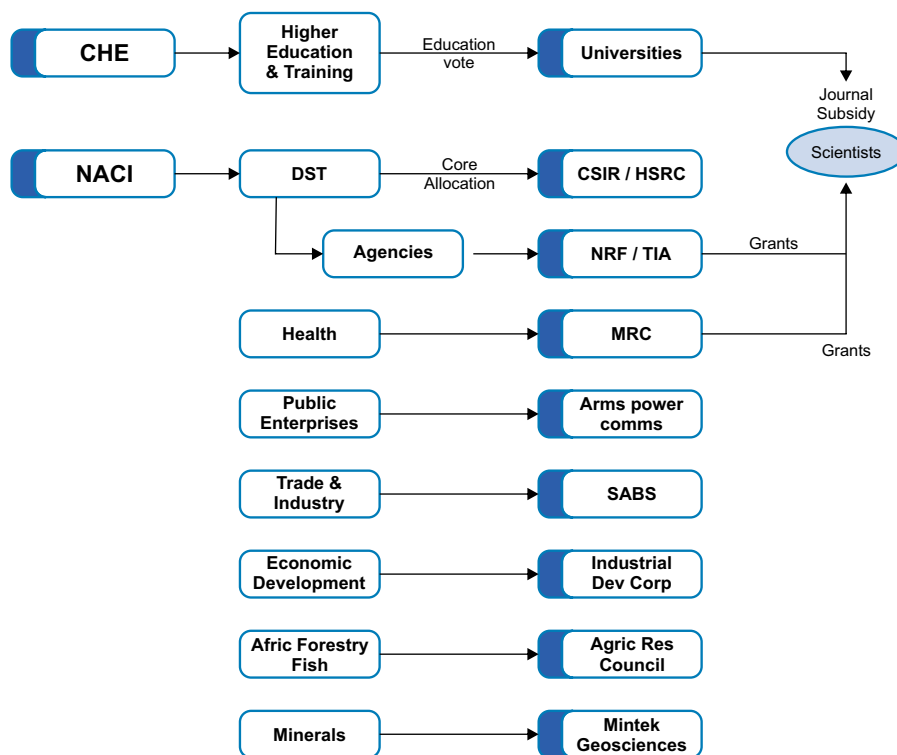 CHE
Higher
Education
& Training
Education
vote
Universities
Journal
Subsidy
Scientists
NACI
DST
Core
Allocation
CSIR / HSRC
Agencies
NRF / TIA
Grants
Health
MRC
Grants
Public
Enterprises
Arms power
comms
Trade &
Industry
SABS
Economic
Development
Industrial
Dev Corp
Afric Forestry
Fish
Agric Res
Council
Minerals
Mintek
Geosciences